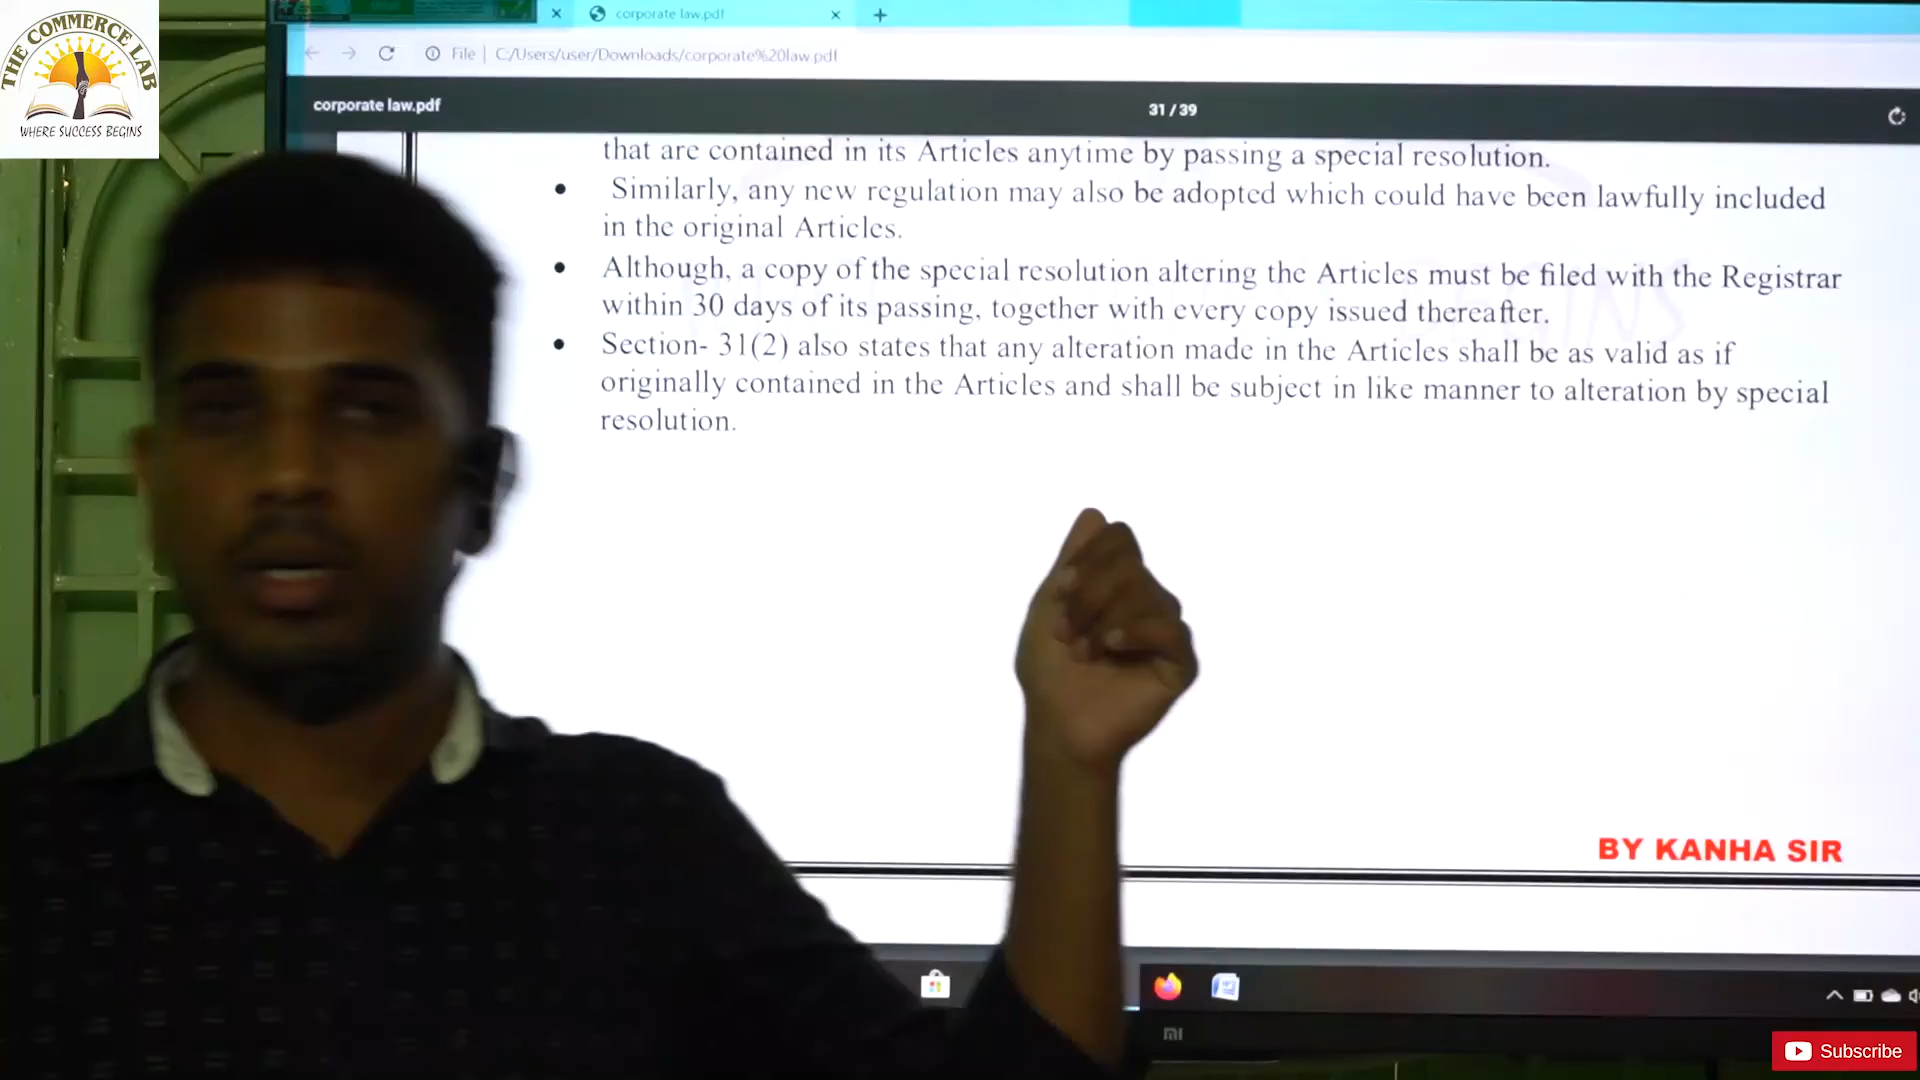 THE COMMERCE LAB
WHERE SUCCESS BEGINS
corporate law.pdf
File | C:/Users/user/Downloads/corporate%20law.pdf
corporate law.pdf
31 / 39
that are contained in its Articles anytime by passing a special resolution.
• Similarly, any new regulation may also be adopted which could have been lawfully included
in the original Articles.
• Although, a copy of the special resolution altering the Articles must be filed with the Registrar
within 30 days of its passing, together with every copy issued thereafter.
• Section- 31(2) also states that any alteration made in the Articles shall be as valid as if
originally contained in the Articles and shall be subject in like manner to alteration by special
resolution.
BY KANHA SIR
mi
Subscribe